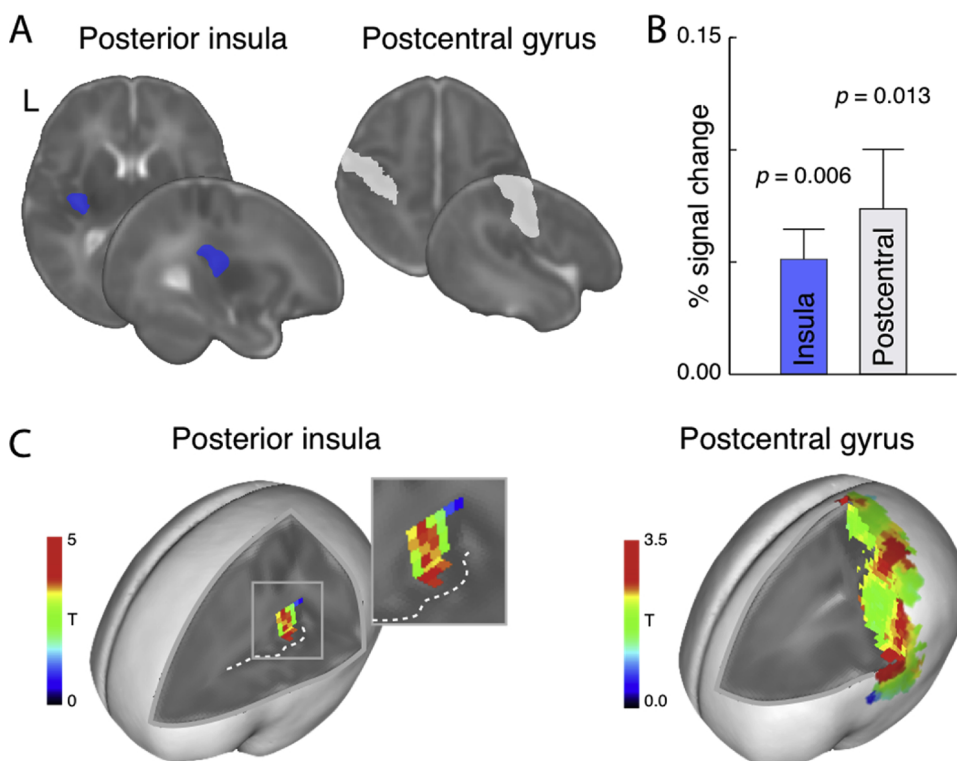 A
Posterior insula
Postcentral gyrus
L
B
0.15
% signal change
0.00
p = 0.006
p = 0.013
Insula
Postcentral
C
Posterior insula
5
T
0
Postcentral gyrus
3.5
T
0.0